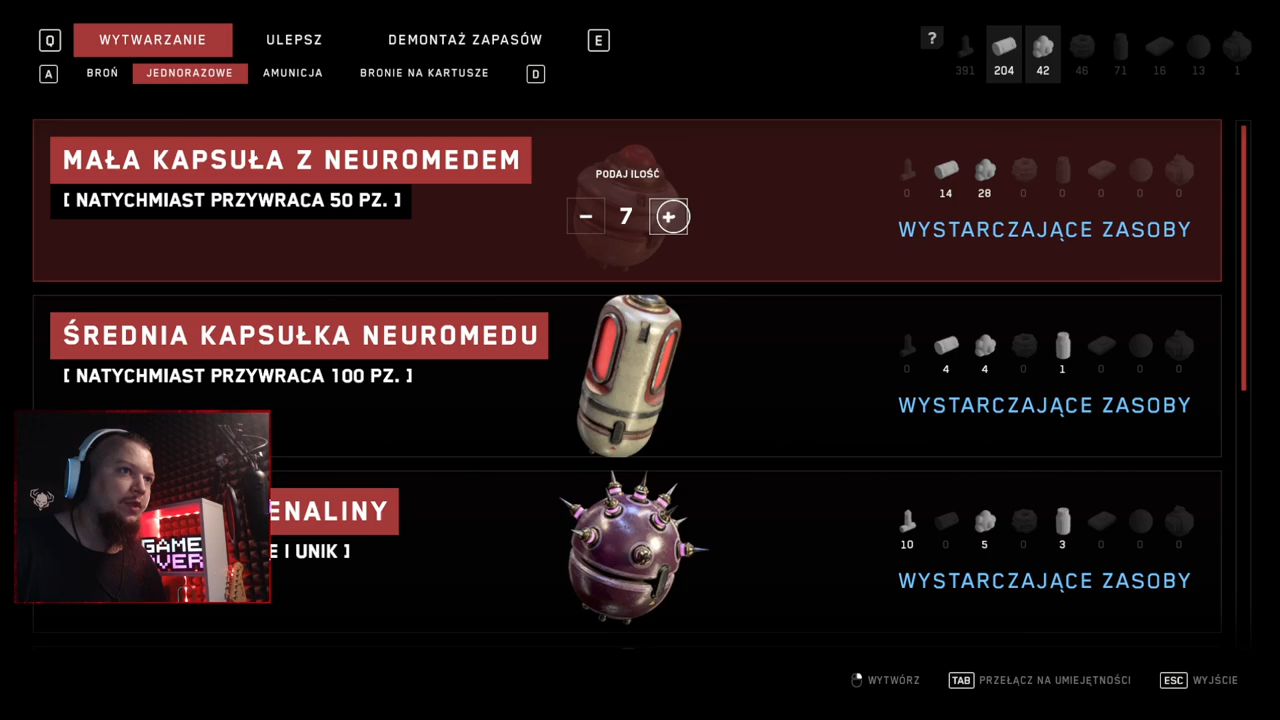 Q WYTWARZANIE ULEPSZ DEMONTAŻ ZAPASÓW E
A BROŃ JEDNORAZOWE AMUNICJA BRONIE NA KARTUSZE D
?
391 204 42 46 71 16 13 1
MAŁA KAPSUŁA Z NEUROMEDEM
[ NATYCHMIAST PRZYWRACA 50 PZ. ]
PODAJ ILOŚĆ
− 7 +
0 14 28 0 0 0 0 0
WYSTARCZAJĄCE ZASOBY
ŚREDNIA KAPSUŁKA NEUROMEDU
[ NATYCHMIAST PRZYWRACA 100 PZ. ]
0 4 4 0 1 0 0 0
WYSTARCZAJĄCE ZASOBY
ENALINY
E I UNIK ]
10 0 5 0 3 0 0 0
WYSTARCZAJĄCE ZASOBY
GAME
OVER
WYTWÓRZ TAB PRZEŁĄCZ NA UMIEJĘTNOŚCI ESC WYJŚCIE